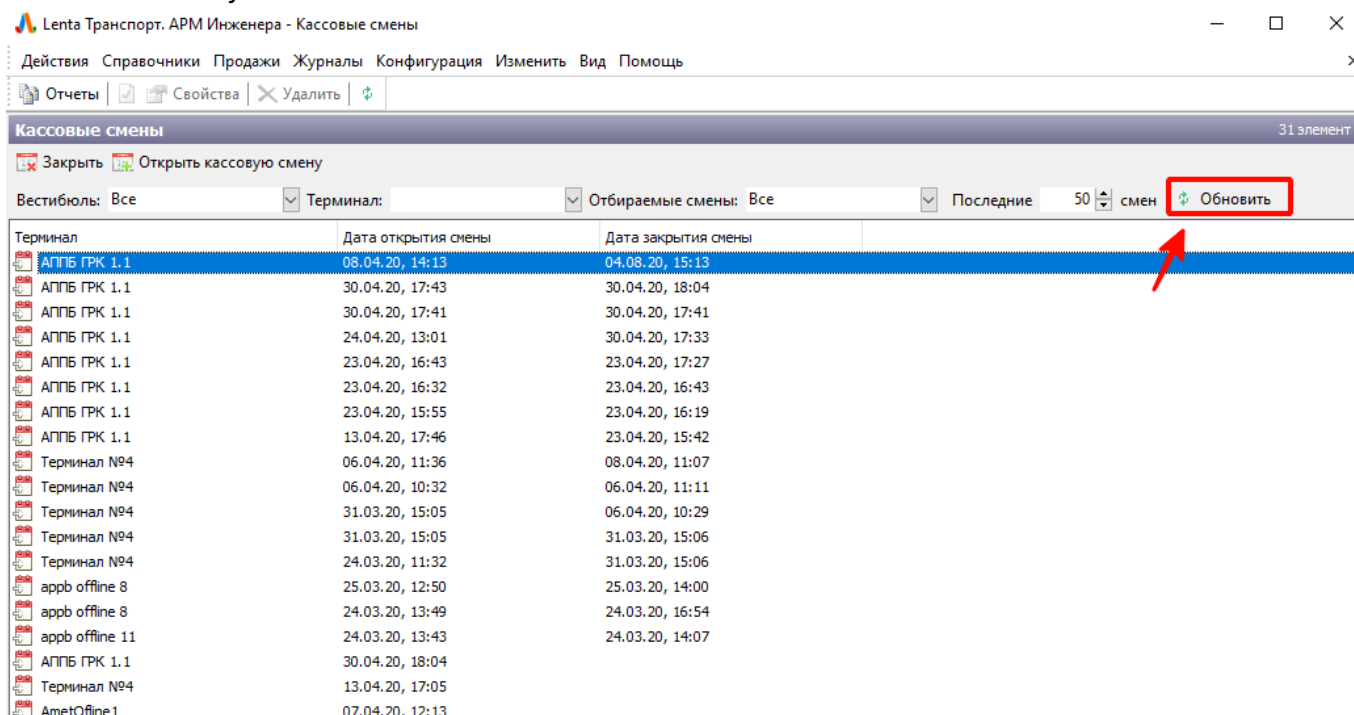 Lenta Транспорт. АРМ Инженера - Кассовые смены
Действия Справочники Продажи Журналы Конфигурация Изменить Вид Помощь
Отчеты Свойства Удалить
Кассовые смены 31 элемент
Закрыть Открыть кассовую смену
Вестибюль: Все Терминал: Отбираемые смены: Все Последние 50 смен Обновить
Терминал Дата открытия смены Дата закрытия смены
АППБ ГРК 1.1 08.04.20, 14:13 04.08.20, 15:13
АППБ ГРК 1.1 30.04.20, 17:43 30.04.20, 18:04
АППБ ГРК 1.1 30.04.20, 17:41 30.04.20, 17:41
АППБ ГРК 1.1 24.04.20, 13:01 30.04.20, 17:33
АППБ ГРК 1.1 23.04.20, 16:43 23.04.20, 17:27
АППБ ГРК 1.1 23.04.20, 16:32 23.04.20, 16:43
АППБ ГРК 1.1 23.04.20, 15:55 23.04.20, 16:19
АППБ ГРК 1.1 13.04.20, 17:46 23.04.20, 15:42
Терминал №4 06.04.20, 11:36 08.04.20, 11:07
Терминал №4 06.04.20, 10:32 06.04.20, 11:11
Терминал №4 31.03.20, 15:05 06.04.20, 10:29
Терминал №4 31.03.20, 15:05 31.03.20, 15:06
Терминал №4 24.03.20, 11:32 31.03.20, 15:06
appb offline 8 25.03.20, 12:50 25.03.20, 14:00
appb offline 8 24.03.20, 13:49 24.03.20, 16:54
appb offline 11 24.03.20, 13:43 24.03.20, 14:07
АППБ ГРК 1.1 30.04.20, 18:04
Терминал №4 13.04.20, 17:05
AmetOfline1 07.04.20, 12:13